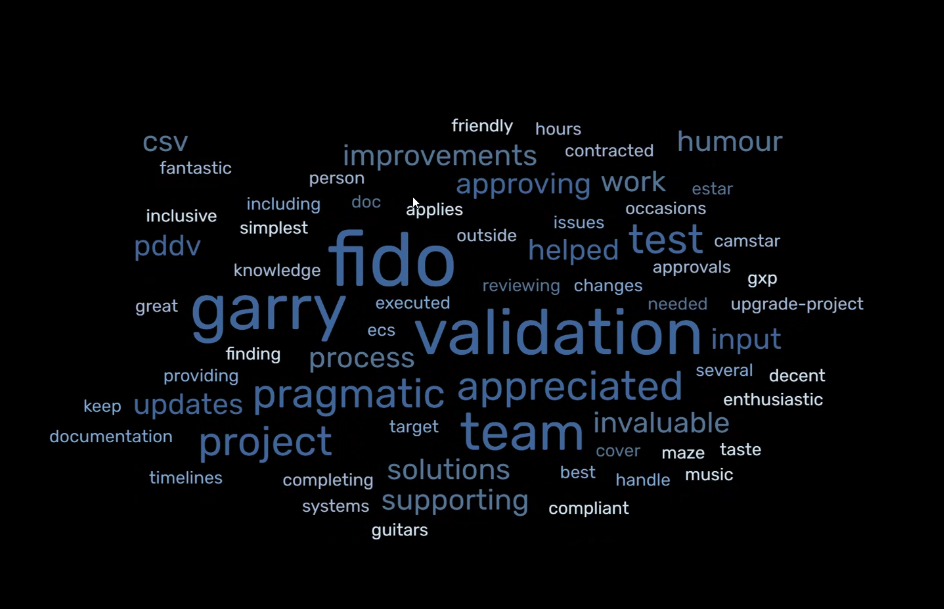 friendly hours
csv improvements contracted humour
fantastic person approving work estar
including doc applies occasions
inclusive simplest outside issues
pddv fido helped test camstar
knowledge reviewing changes approvals gxp
great garry executed needed upgrade-project
ecs validation input
finding process
providing pragmatic appreciated several decent
keep updates enthusiastic
documentation project target team invaluable
cover maze taste
timelines completing solutions best handle music
systems supporting compliant
guitars